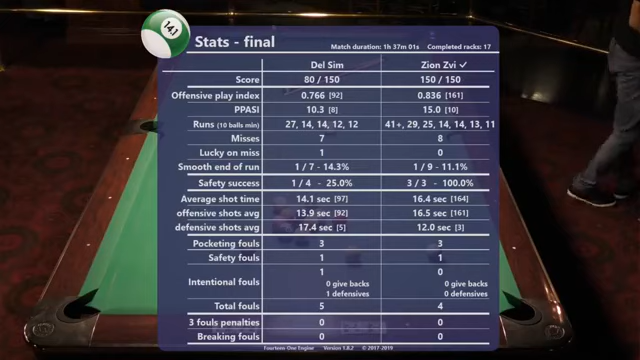 14.1
Stats - final
Match duration: 1h 37m 01s Completed racks: 17
Del Sim Zion Zvi ✓
Score 80 / 150 150 / 150
Offensive play index 0.766 [92] 0.836 [161]
PPASI 10.3 [8] 15.0 [10]
Runs (10 balls min) 27, 14, 14, 12, 12 41+, 29, 25, 14, 14, 13, 11
Misses 7 8
Lucky on miss 1 0
Smooth end of run 1 / 7 - 14.3% 1 / 9 - 11.1%
Safety success 1 / 4 - 25.0% 3 / 3 - 100.0%
Average shot time 14.1 sec [97] 16.4 sec [164]
offensive shots avg 13.9 sec [92] 16.5 sec [161]
defensive shots avg 17.4 sec [5] 12.0 sec [3]
Pocketing fouls 3 3
Safety fouls 1 1
Intentional fouls 1 0
0 give backs 0 give backs
1 defensives 0 defensives
Total fouls 5 4
3 fouls penalties 0 0
Breaking fouls 0 0
Fourteen One Engine Version 1.8.2 © 2017-2019